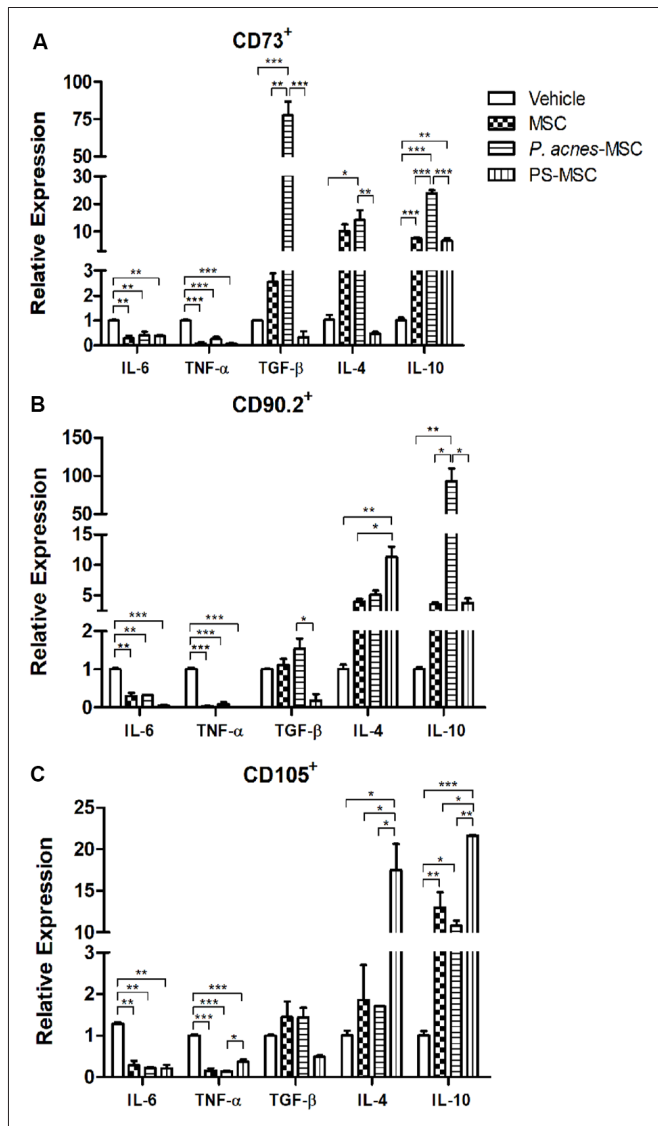 A
CD73+
Vehicle
MSC
P. acnes-MSC
PS-MSC
Relative Expression
100
75
50
30
20
10
3
2
1
0
***
** ***
* **
** *** *** *** ***
** ** **
*** *** ***
IL-6 TNF-α TGF-β IL-4 IL-10
B
CD90.2+
Relative Expression
150
100
50
15
10
5
2
1
0
** * *
** *
*
*** ** **
*** *** ***
IL-6 TNF-α TGF-β IL-4 IL-10
C
CD105+
Relative Expression
25
20
15
10
3
2
1
0
* * *
*** * ** * **
** ** **
*** *** *** *
IL-6 TNF-α TGF-β IL-4 IL-10